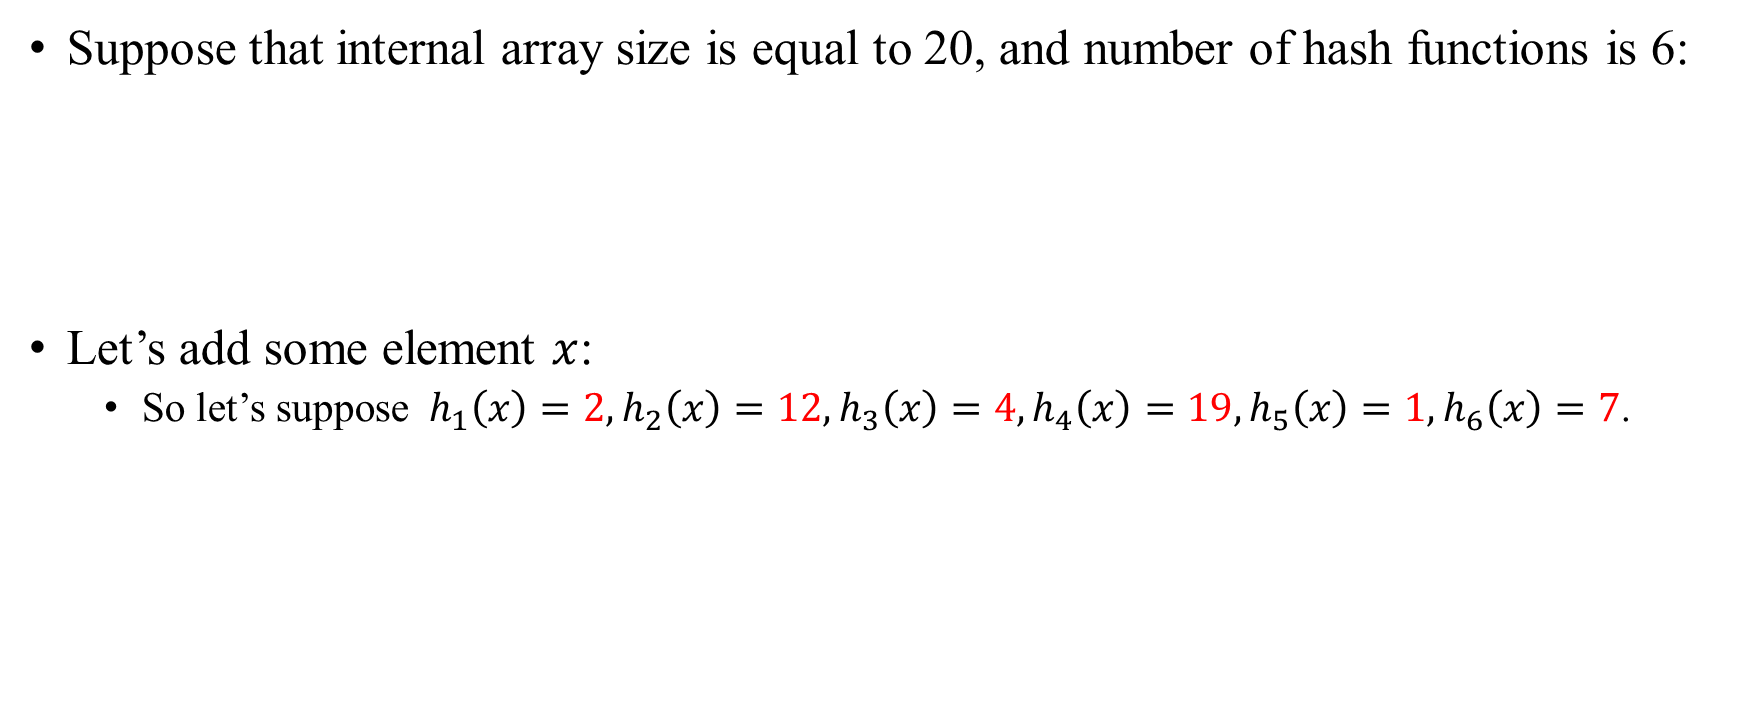 • Suppose that internal array size is equal to 20, and number of hash functions is 6:
• Let’s add some element 𝑥:
• So let’s suppose ℎ₁(𝑥) = 2, ℎ₂(𝑥) = 12, ℎ₃(𝑥) = 4, ℎ₄(𝑥) = 19, ℎ₅(𝑥) = 1, ℎ₆(𝑥) = 7.